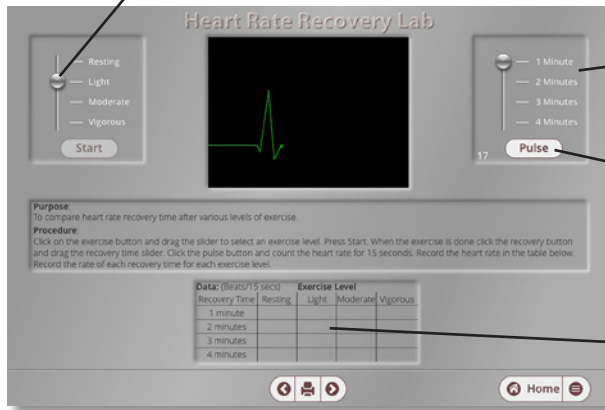 Heart Rate Recovery Lab
Resting
Light
Moderate
Vigorous
Start
1 Minute
2 Minutes
3 Minutes
4 Minutes
17
Pulse
Purpose:
To compare heart rate recovery time after various levels of exercise.
Procedure:
Click on the exercise button and drag the slider to select an exercise level. Press Start. When the exercise is done click the recovery button
and drag the recovery time slider. Click the pulse button and count the heart rate for 15 seconds. Record the heart rate in the table below.
Record the rate of each recovery time for each exercise level.
Data: (Beats/15 secs) Exercise Level
Recovery Time Resting Light Moderate Vigorous
1 minute
2 minutes
3 minutes
4 minutes
Home